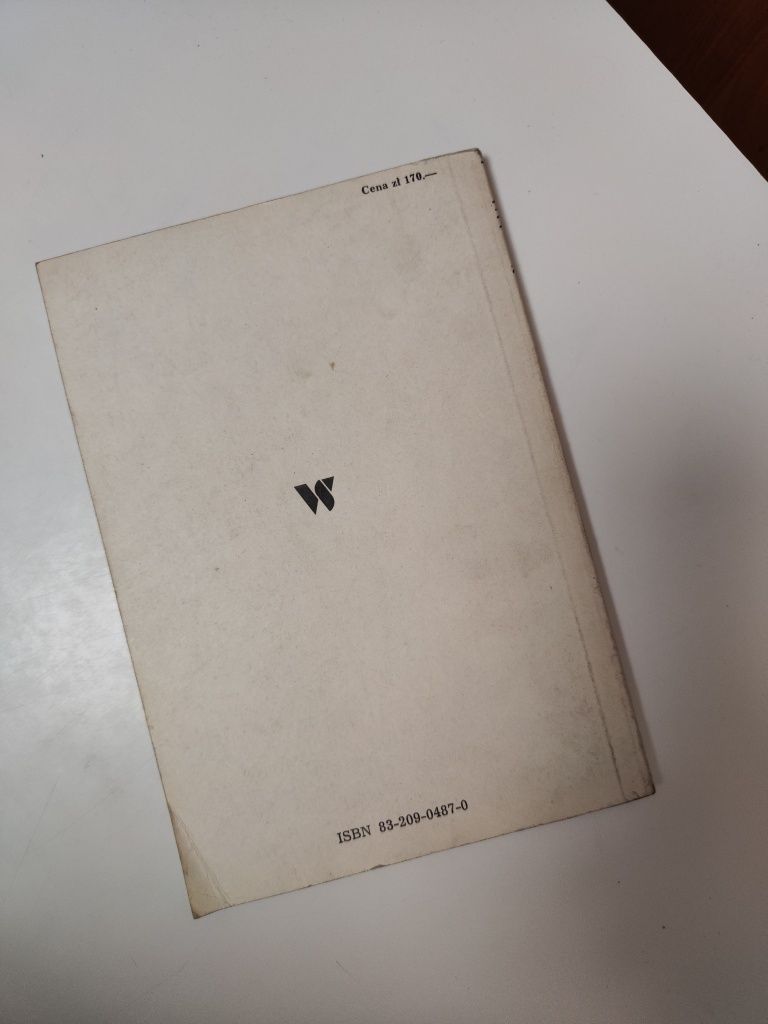 Cena zł 170.—
W
ISBN 83-209-0487-0